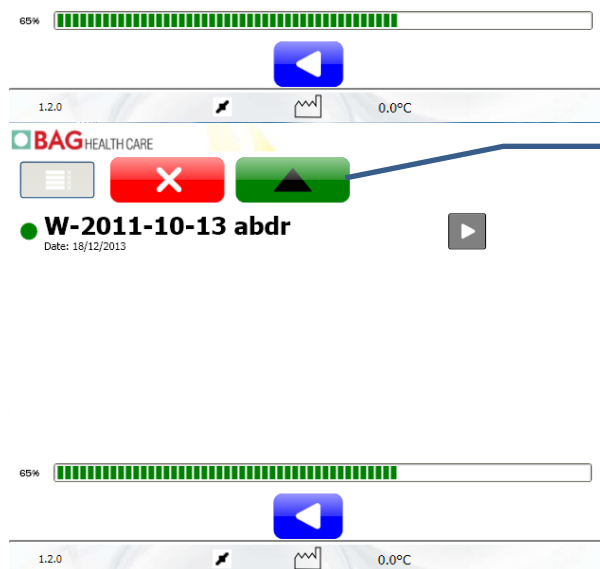 65%
1.2.0 0.0°C
BAG HEALTH CARE
W-2011-10-13 abdr
Date: 18/12/2013
65%
1.2.0 0.0°C